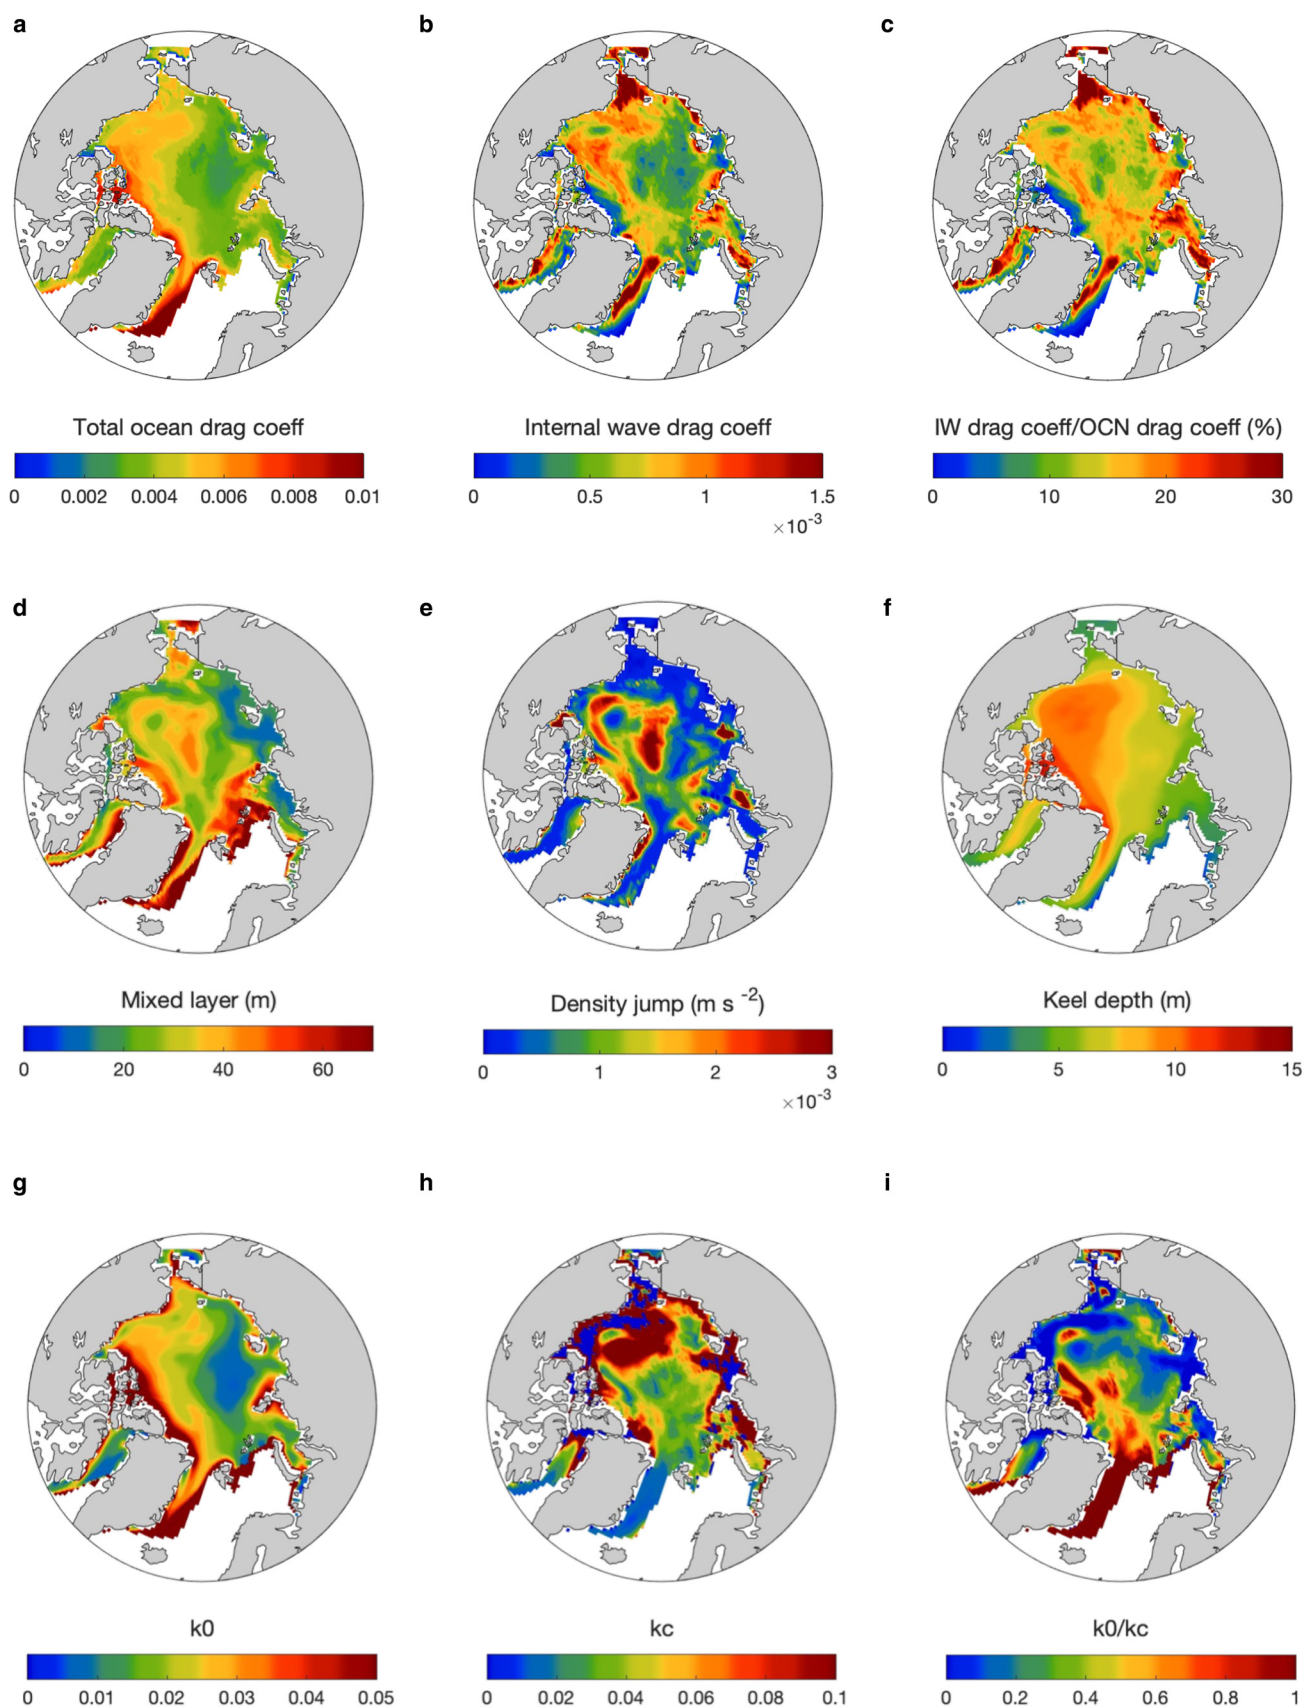 a
b
c
Total ocean drag coeff
0 0.002 0.004 0.006 0.008 0.01
Internal wave drag coeff
0 0.5 1 1.5
×10-3
IW drag coeff/OCN drag coeff (%)
0 10 20 30
d
e
f
Mixed layer (m)
0 20 40 60
Density jump (m s -2)
0 1 2 3
×10-3
Keel depth (m)
0 5 10 15
g
h
i
k0
0 0.01 0.02 0.03 0.04 0.05
kc
0 0.02 0.04 0.06 0.08 0.1
k0/kc
0 0.2 0.4 0.6 0.8 1